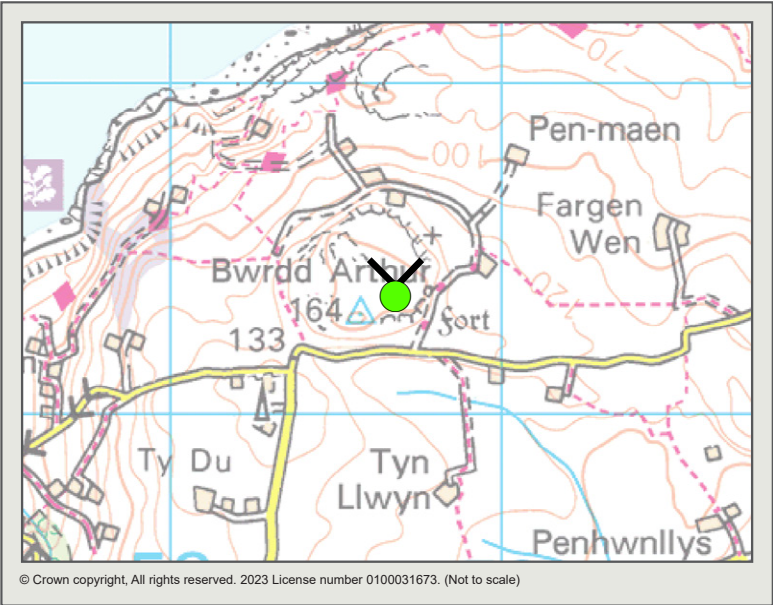 70
Pen-maen
100
Fargen
Wen
Bwrdd Arthur
70
164
Fort
133
Ty Du
Tyn
Llwyn
Penhwnllys
© Crown copyright, All rights reserved. 2023 License number 0100031673. (Not to scale)